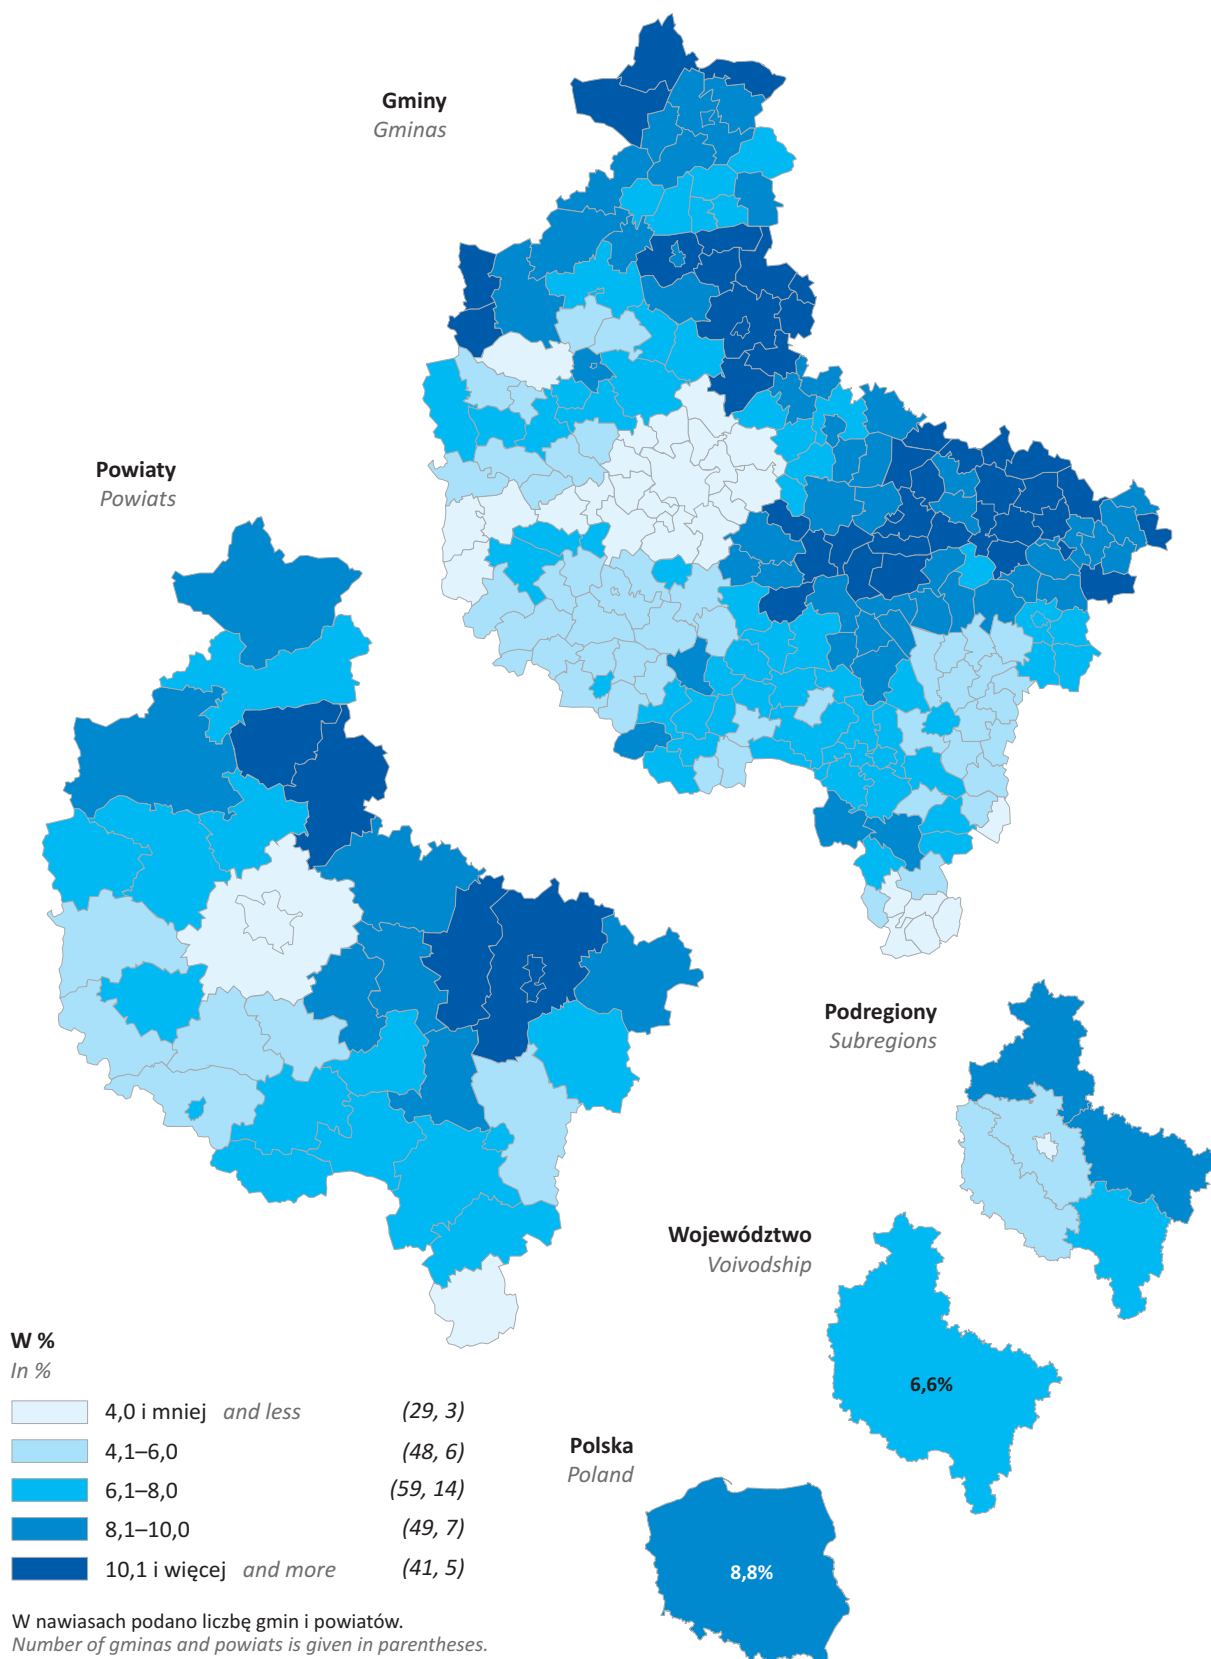 Gminy
Gminas
Powiaty
Powiats
Podregiony
Subregions
Województwo
Voivodship
6,6%
Polska
Poland
8,8%
W %
In %
4,0 i mniej and less (29, 3)
4,1–6,0 (48, 6)
6,1–8,0 (59, 14)
8,1–10,0 (49, 7)
10,1 i więcej and more (41, 5)
W nawiasach podano liczbę gmin i powiatów.
Number of gminas and powiats is given in parentheses.